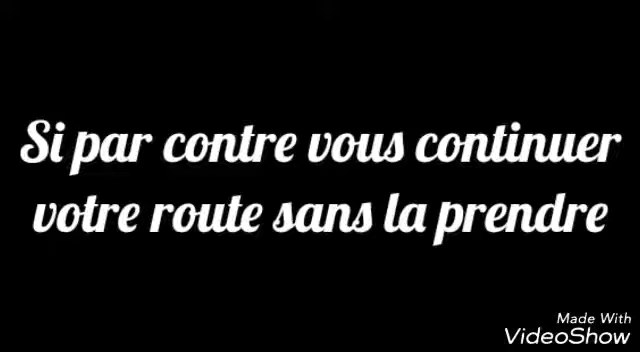 Si par contre vous continuer
votre route sans la prendre
Made With
VideoShow